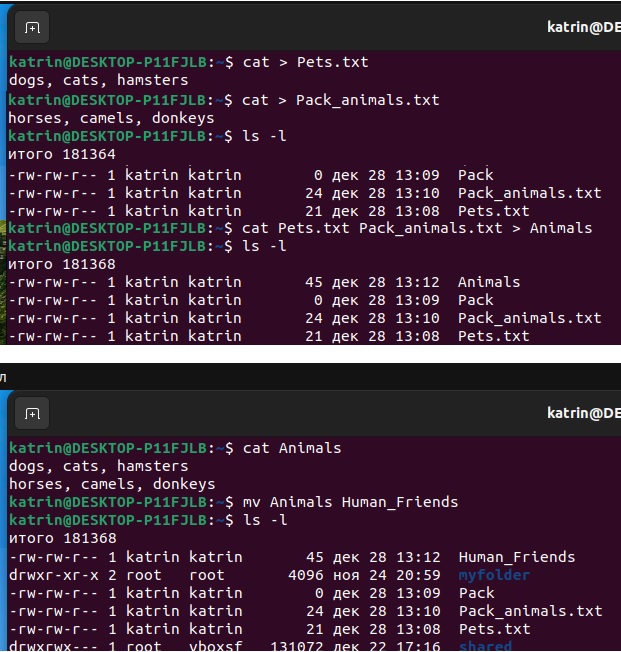 katrin@DE
katrin@DESKTOP-P11FJLB:~$ cat > Pets.txt
dogs, cats, hamsters
katrin@DESKTOP-P11FJLB:~$ cat > Pack_animals.txt
horses, camels, donkeys
katrin@DESKTOP-P11FJLB:~$ ls -l
итого 181364
-rw-rw-r-- 1 katrin katrin 0 дек 28 13:09 Pack
-rw-rw-r-- 1 katrin katrin 24 дек 28 13:10 Pack_animals.txt
-rw-rw-r-- 1 katrin katrin 21 дек 28 13:08 Pets.txt
katrin@DESKTOP-P11FJLB:~$ cat Pets.txt Pack_animals.txt > Animals
katrin@DESKTOP-P11FJLB:~$ ls -l
итого 181368
-rw-rw-r-- 1 katrin katrin 45 дек 28 13:12 Animals
-rw-rw-r-- 1 katrin katrin 0 дек 28 13:09 Pack
-rw-rw-r-- 1 katrin katrin 24 дек 28 13:10 Pack_animals.txt
-rw-rw-r-- 1 katrin katrin 21 дек 28 13:08 Pets.txt
л
katrin@DE
katrin@DESKTOP-P11FJLB:~$ cat Animals
dogs, cats, hamsters
horses, camels, donkeys
katrin@DESKTOP-P11FJLB:~$ mv Animals Human_Friends
katrin@DESKTOP-P11FJLB:~$ ls -l
итого 181368
-rw-rw-r-- 1 katrin katrin 45 дек 28 13:12 Human_Friends
drwxr-xr-x 2 root root 4096 ноя 24 20:59 myfolder
-rw-rw-r-- 1 katrin katrin 0 дек 28 13:09 Pack
-rw-rw-r-- 1 katrin katrin 24 дек 28 13:10 Pack_animals.txt
-rw-rw-r-- 1 katrin katrin 21 дек 28 13:08 Pets.txt
drwxrwx--- 1 root vboxsf 131072 дек 22 17:16 shared